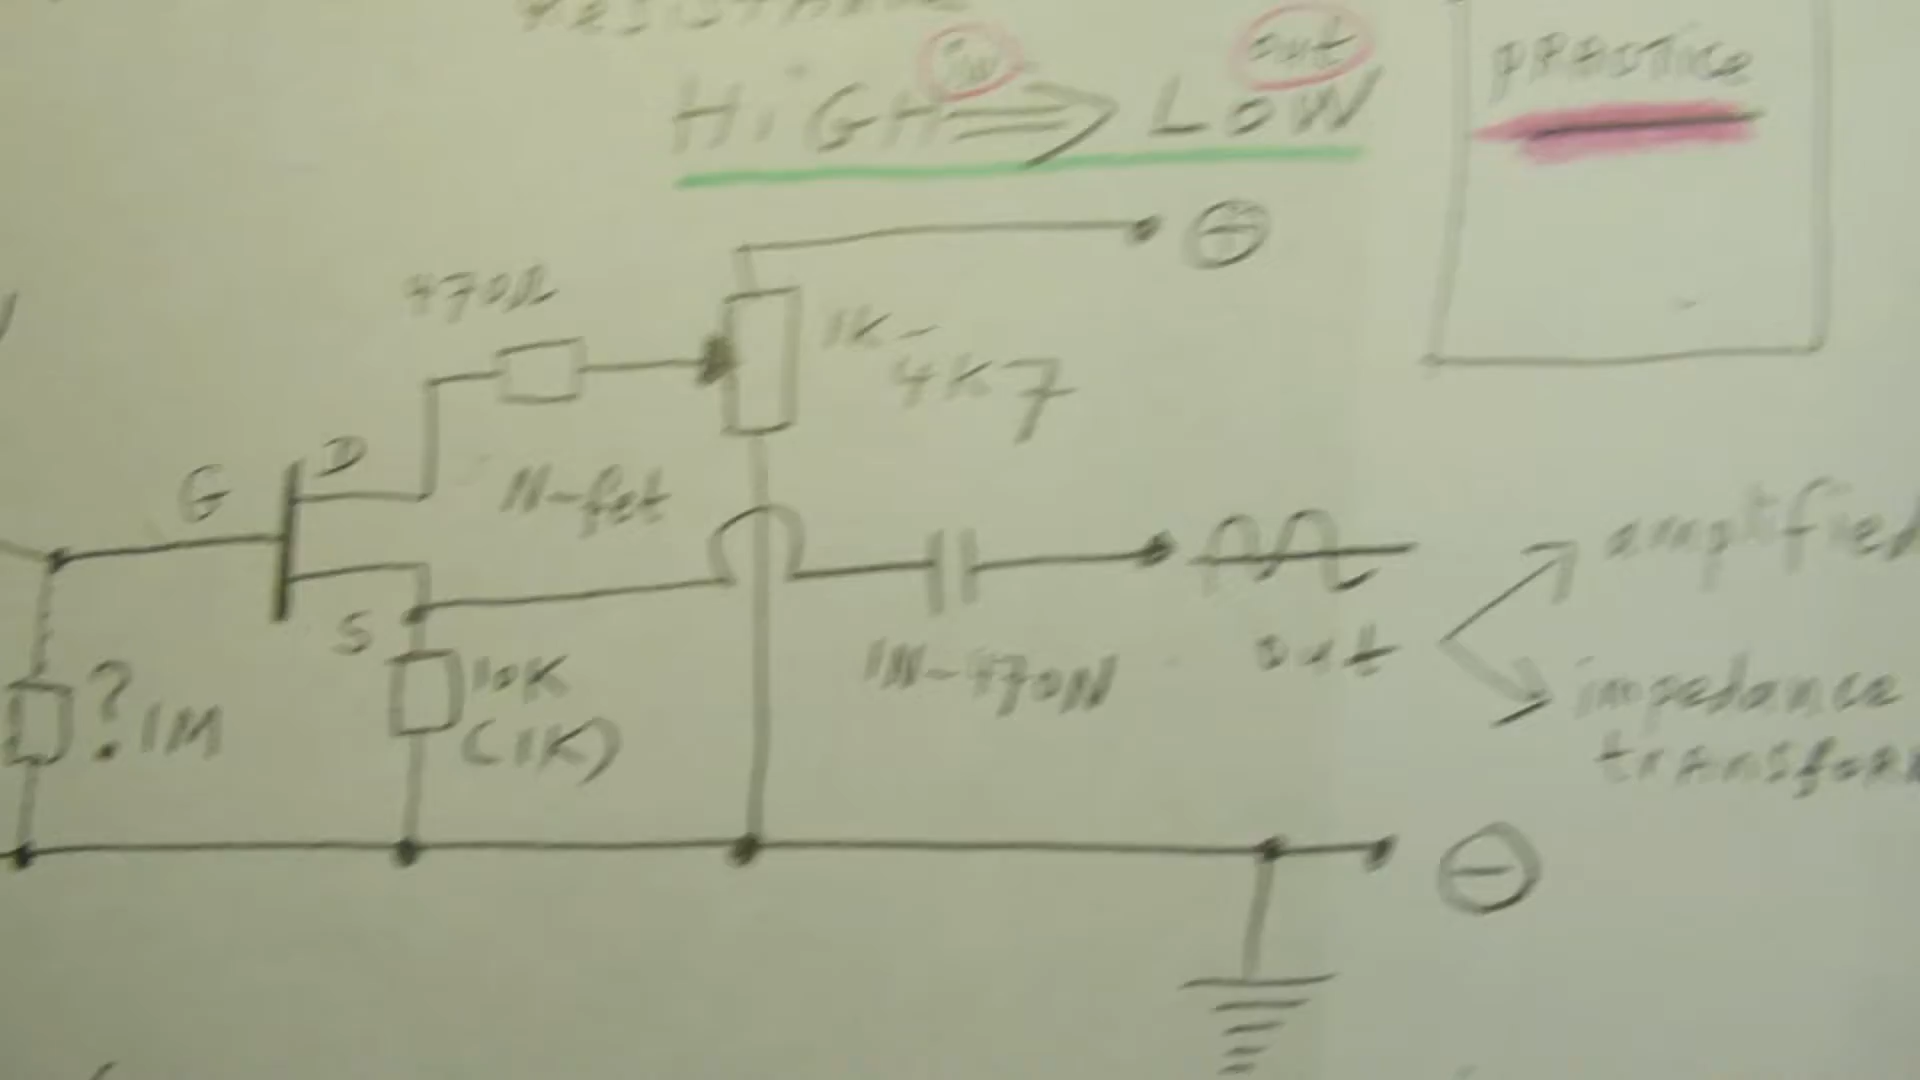 in
out
HiGH ⇒ LOW
PRACTICE
⊕
470Ω
1K-
4K7
G
D
N-fet
S
?
1M
10K
(1K)
1N-470N
out
amplified
impedance
transform
⊖